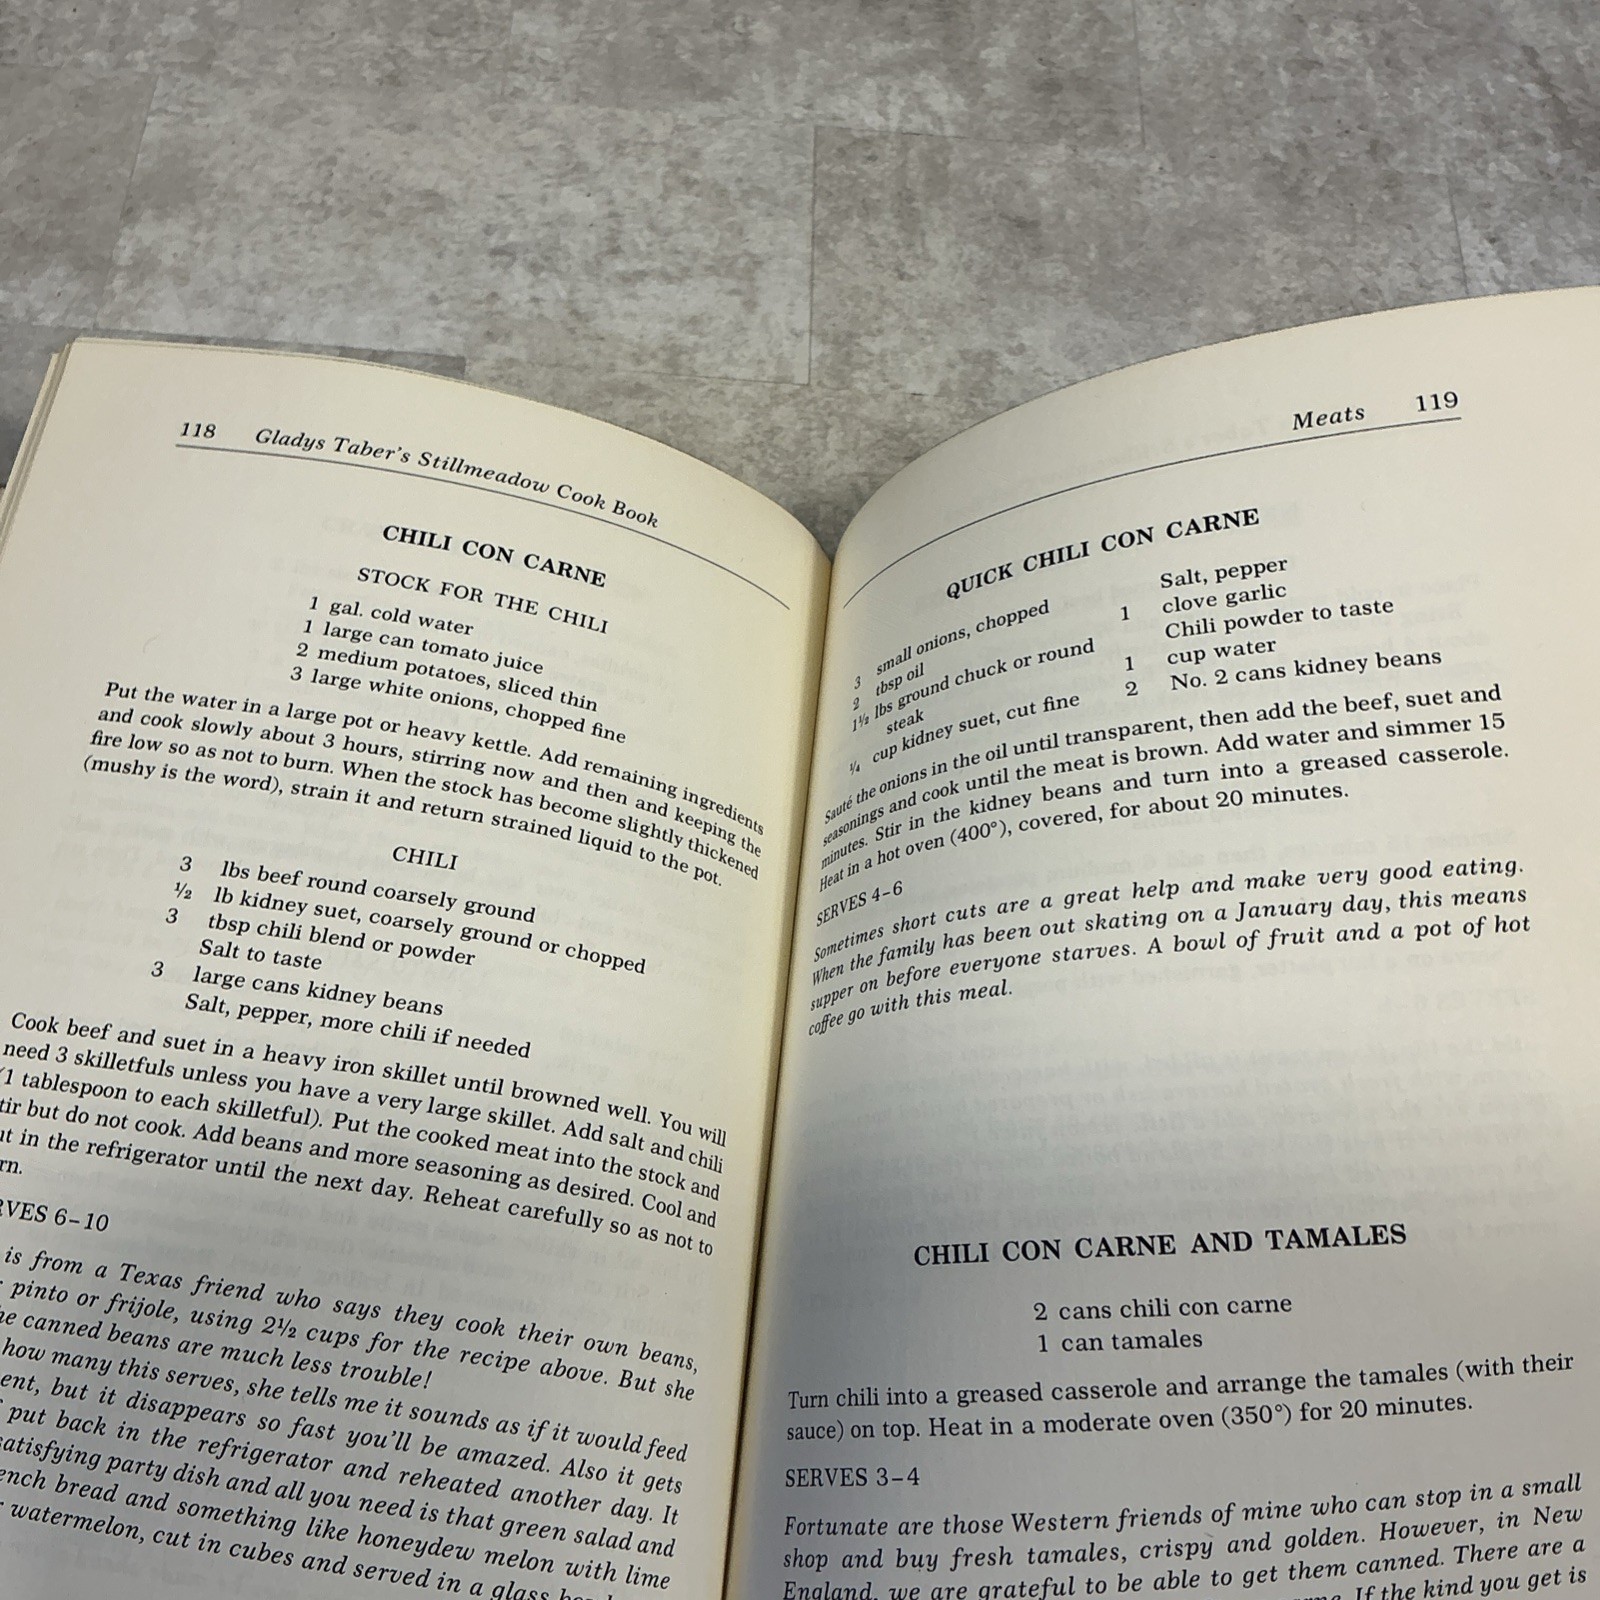 118 Gladys Taber's Stillmeadow Cook Book
CHILI CON CARNE
STOCK FOR THE CHILI
1 gal. cold water
1 large can tomato juice
2 medium potatoes, sliced thin
3 large white onions, chopped fine
Put the water in a large pot or heavy kettle. Add remaining ingredients
and cook slowly about 3 hours, stirring now and then and keeping the
fire low so as not to burn. When the stock has become slightly thickened
(mushy is the word), strain it and return strained liquid to the pot.
CHILI
3 lbs beef round coarsely ground
½ lb kidney suet, coarsely ground or chopped
3 tbsp chili blend or powder
Salt to taste
3 large cans kidney beans
Salt, pepper, more chili if needed
Cook beef and suet in a heavy iron skillet until browned well. You will
need 3 skilletfuls unless you have a very large skillet. Add salt and chili
(1 tablespoon to each skilletful). Put the cooked meat into the stock and
tir but do not cook. Add beans and more seasoning as desired. Cool and
ut in the refrigerator until the next day. Reheat carefully so as not to
rn.
RVES 6–10
is from a Texas friend who says they cook their own beans,
pinto or frijole, using 2½ cups for the recipe above. But she
he canned beans are much less trouble!
how many this serves, she tells me it sounds as if it would feed
ent, but it disappears so fast you'll be amazed. Also it gets
put back in the refrigerator and reheated another day. It
satisfying party dish and all you need is that green salad and
ench bread and something like honeydew melon with lime
watermelon, cut in cubes and served in a glass
Meats 119
QUICK CHILI CON CARNE
3 small onions, chopped
2 tbsp oil
1½ lbs ground chuck or round
steak
¼ cup kidney suet, cut fine
Salt, pepper
1 clove garlic
Chili powder to taste
1 cup water
2 No. 2 cans kidney beans
Sauté the onions in the oil until transparent, then add the beef, suet and
seasonings and cook until the meat is brown. Add water and simmer 15
minutes. Stir in the kidney beans and turn into a greased casserole.
Heat in a hot oven (400°), covered, for about 20 minutes.
SERVES 4–6
Sometimes short cuts are a great help and make very good eating.
When the family has been out skating on a January day, this means
supper on before everyone starves. A bowl of fruit and a pot of hot
coffee go with this meal.
CHILI CON CARNE AND TAMALES
2 cans chili con carne
1 can tamales
Turn chili into a greased casserole and arrange the tamales (with their
sauce) on top. Heat in a moderate oven (350°) for 20 minutes.
SERVES 3–4
Fortunate are those Western friends of mine who can stop in a small
shop and buy fresh tamales, crispy and golden. However, in New
England, we are grateful to be able to get them canned. There are a
If the kind you get is